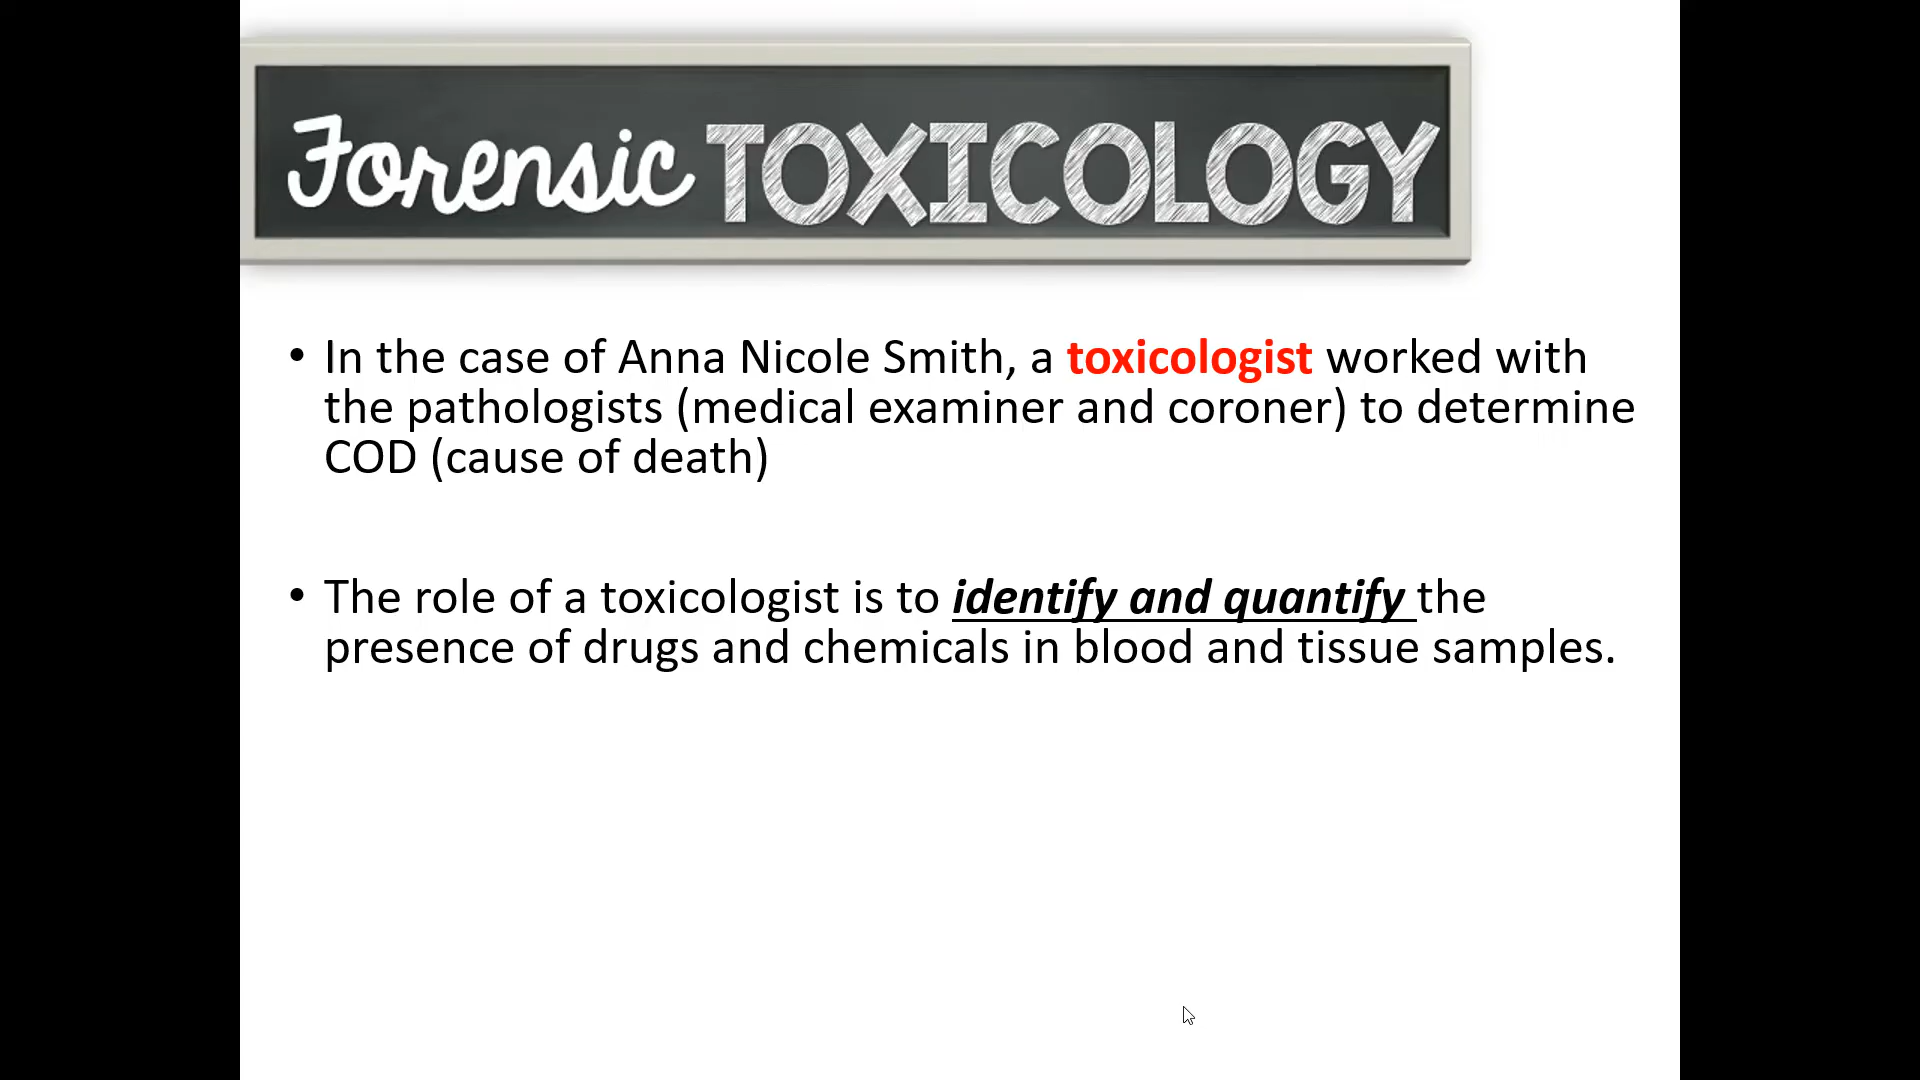 Forensic TOXICOLOGY
• In the case of Anna Nicole Smith, a toxicologist worked with
the pathologists (medical examiner and coroner) to determine
COD (cause of death)
• The role of a toxicologist is to identify and quantify the
presence of drugs and chemicals in blood and tissue samples.